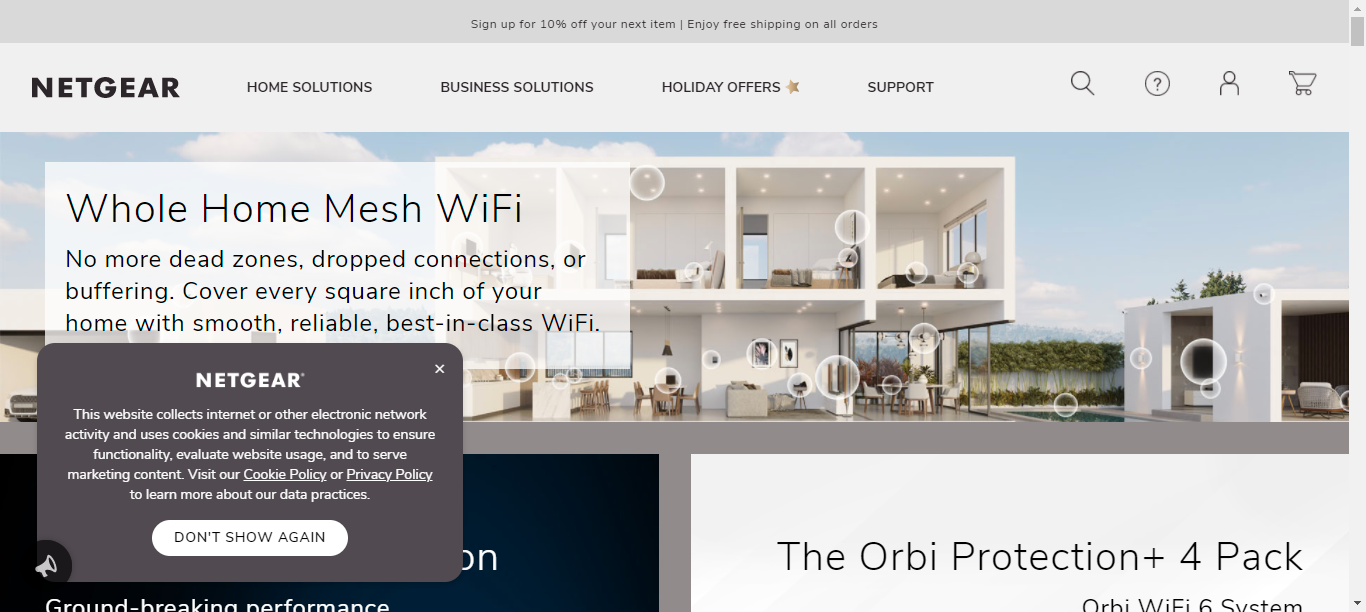 Sign up for 10% off your next item | Enjoy free shipping on all orders
NETGEAR
HOME SOLUTIONS
BUSINESS SOLUTIONS
HOLIDAY OFFERS
SUPPORT
?
Whole Home Mesh WiFi
No more dead zones, dropped connections, or
buffering. Cover every square inch of your
home with smooth, reliable, best-in-class WiFi.
×
NETGEAR®
This website collects internet or other electronic network
activity and uses cookies and similar technologies to ensure
functionality, evaluate website usage, and to serve
marketing content. Visit our Cookie Policy or Privacy Policy
to learn more about our data practices.
DON'T SHOW AGAIN
on
Ground-breaking performance
The Orbi Protection+ 4 Pack
Orbi WiFi 6 System